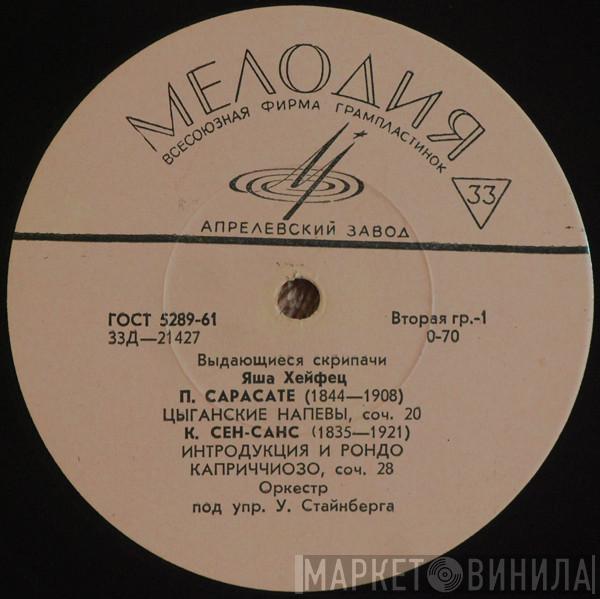 МЕЛОДИЯ
ВСЕСОЮЗНАЯ ФИРМА ГРАМПЛАСТИНОК
33
АПРЕЛЕВСКИЙ ЗАВОД
ГОСТ 5289-61
33Д—21427
Вторая гр.-1
0-70
Выдающиеся скрипачи
Яша Хейфец
П. САРАСАТЕ (1844—1908)
ЦЫГАНСКИЕ НАПЕВЫ, соч. 20
К. СЕН-САНС (1835—1921)
ИНТРОДУКЦИЯ И РОНДО
КАПРИЧЧИОЗО, соч. 28
Оркестр
под упр. У. Стайнберга
МАРКЕТ ВИНИЛА